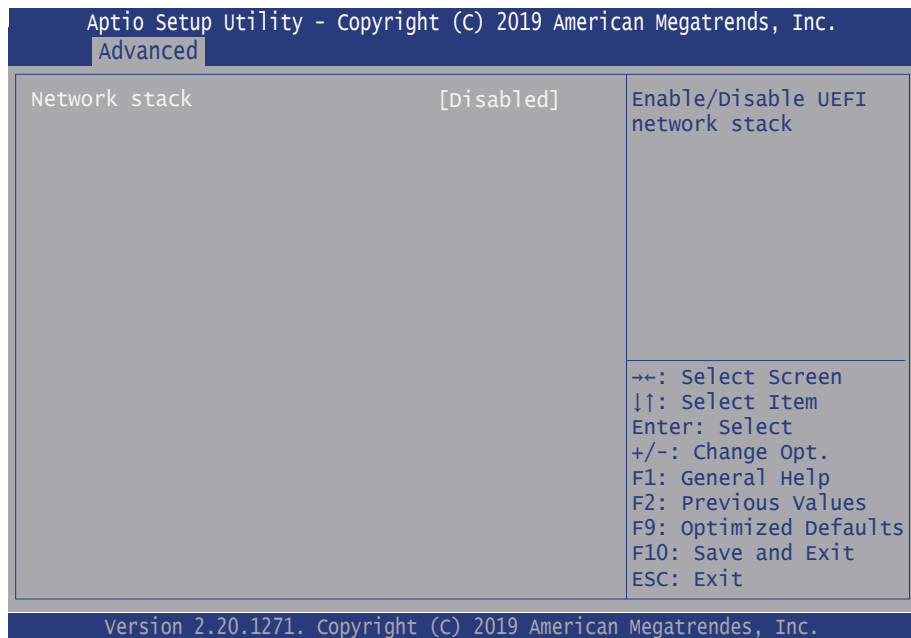 Aptio Setup Utility - Copyright (C) 2019 American Megatrends, Inc.
Advanced
Network stack [Disabled]
Enable/Disable UEFI
network stack
→←: Select Screen
↓↑: Select Item
Enter: Select
+/-: Change Opt.
F1: General Help
F2: Previous Values
F9: Optimized Defaults
F10: Save and Exit
ESC: Exit
Version 2.20.1271. Copyright (C) 2019 American Megatrendes, Inc.